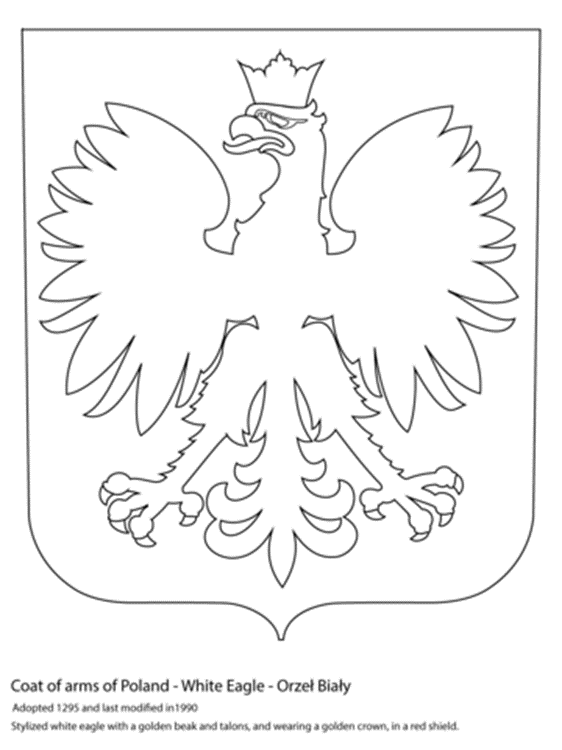 Coat of arms of Poland - White Eagle - Orzeł Biały
Adopted 1295 and last modified in1990
Stylized white eagle with a golden beak and talons, and wearing a golden crown, in a red shield.